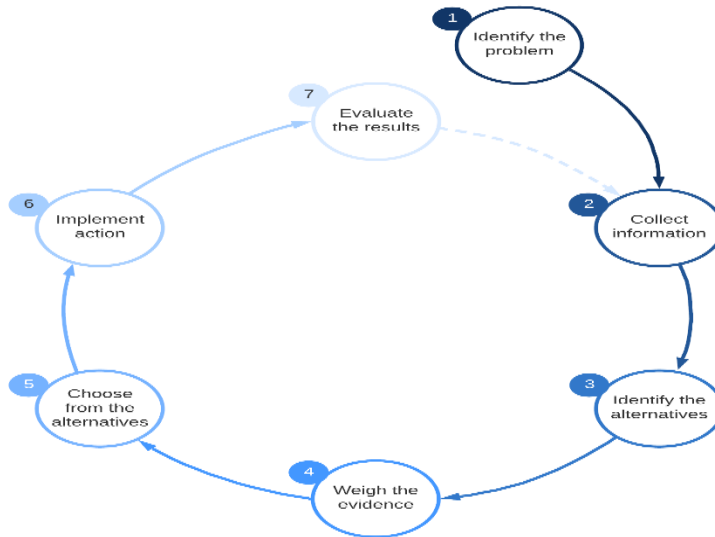 1
Identify the
problem
7
Evaluate
the results
6
Implement
action
2
Collect
information
5
Choose
from the
alternatives
3
Identify the
alternatives
4
Weigh the
evidence